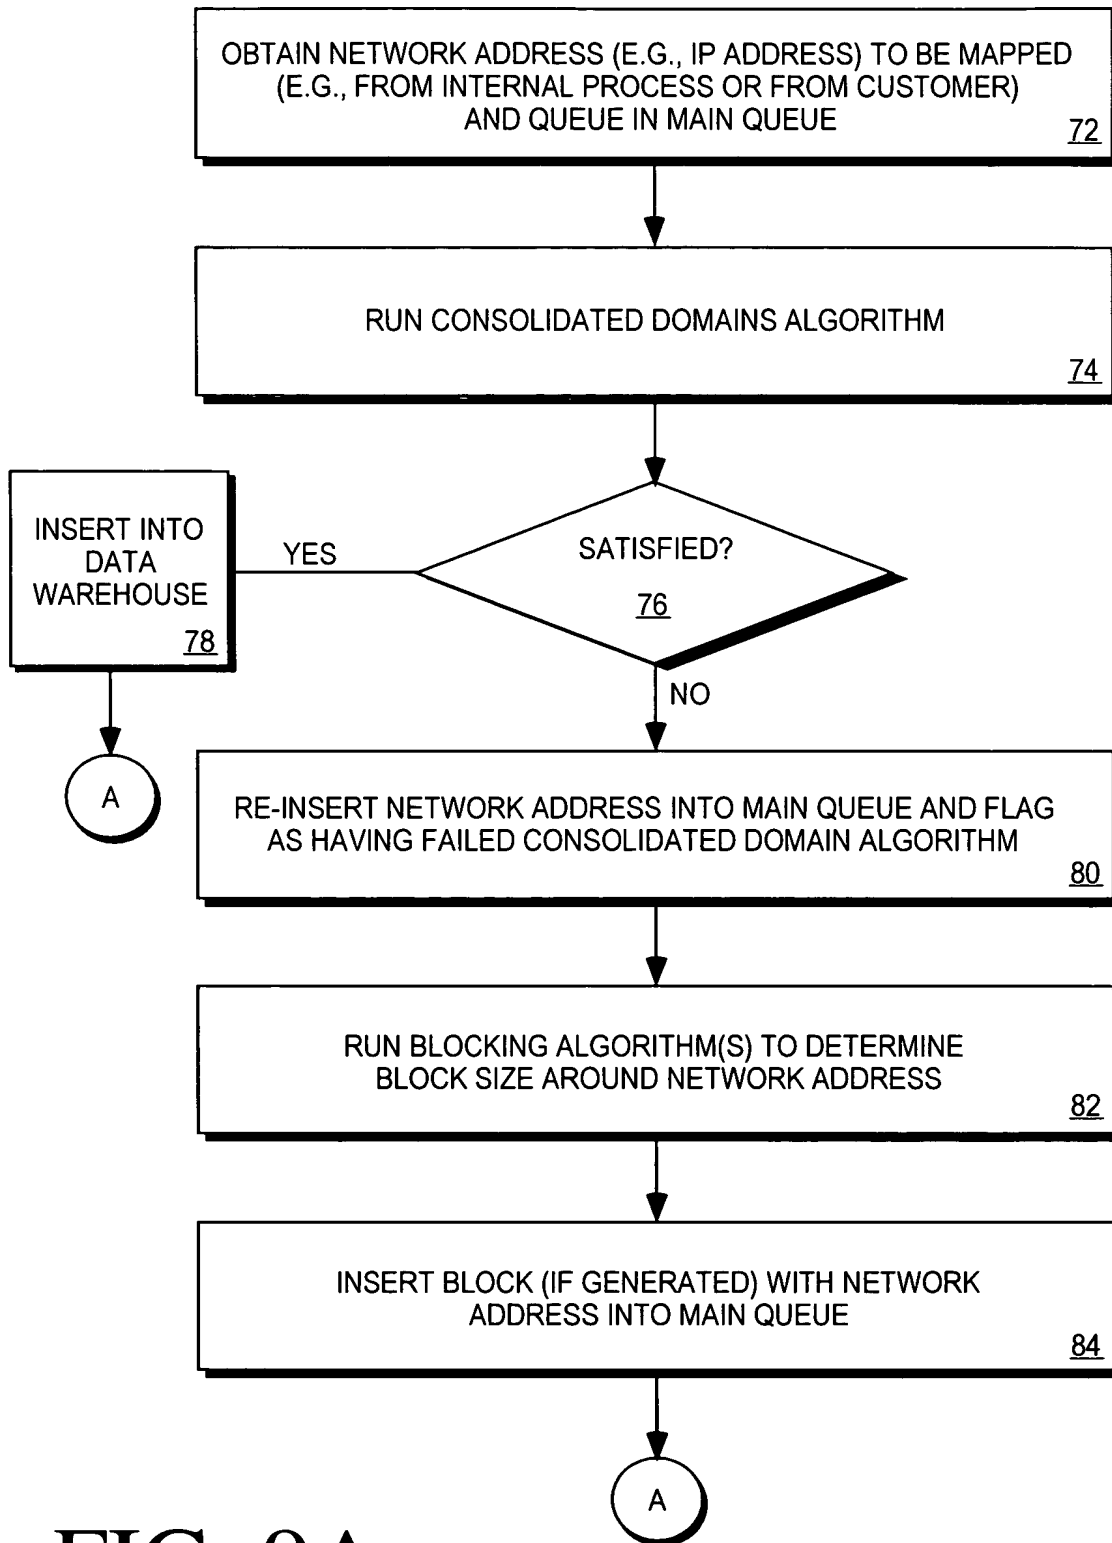 OBTAIN NETWORK ADDRESS (E.G., IP ADDRESS) TO BE MAPPED
(E.G., FROM INTERNAL PROCESS OR FROM CUSTOMER)
AND QUEUE IN MAIN QUEUE
72
RUN CONSOLIDATED DOMAINS ALGORITHM
74
SATISFIED?
76
YES
INSERT INTO
DATA
WAREHOUSE
78
A
NO
RE-INSERT NETWORK ADDRESS INTO MAIN QUEUE AND FLAG
AS HAVING FAILED CONSOLIDATED DOMAIN ALGORITHM
80
RUN BLOCKING ALGORITHM(S) TO DETERMINE
BLOCK SIZE AROUND NETWORK ADDRESS
82
INSERT BLOCK (IF GENERATED) WITH NETWORK
ADDRESS INTO MAIN QUEUE
84
A